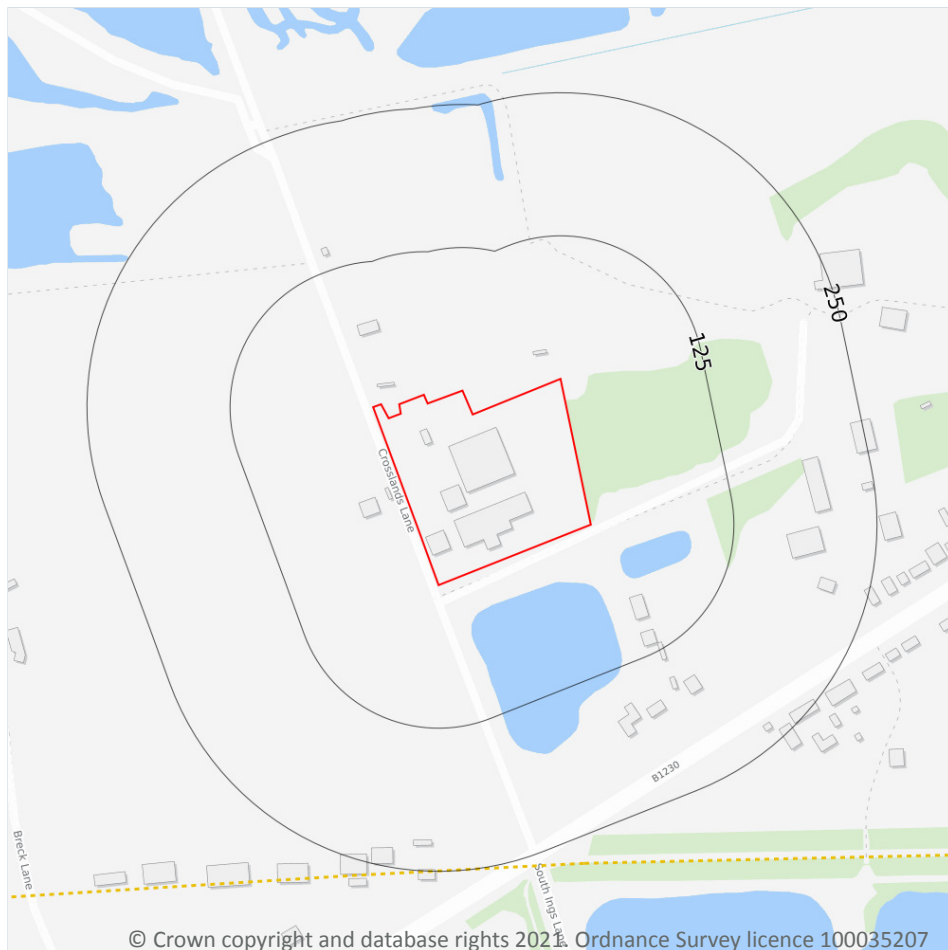 250
125
Crosslands Lane
B1230
Breck Lane
South Ings Lane
© Crown copyright and database rights 2021. Ordnance Survey licence 100035207